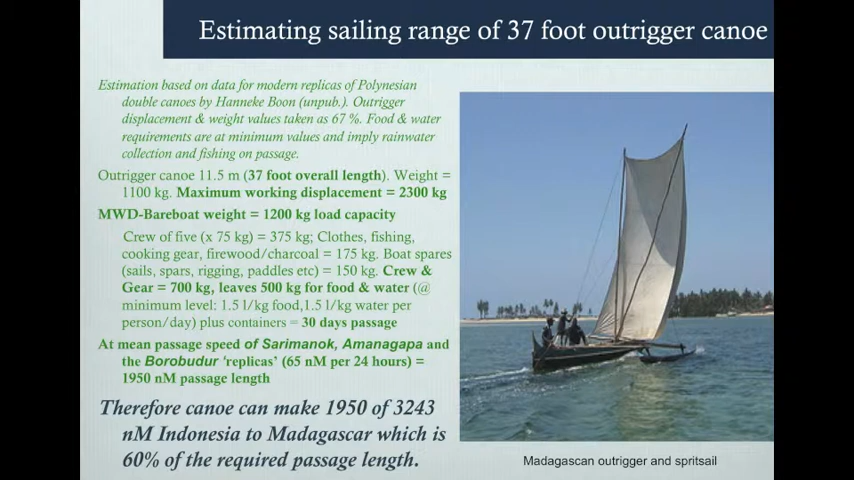 Estimating sailing range of 37 foot outrigger canoe
Estimation based on data for modern replicas of Polynesian
double canoes by Hanneke Boon (unpub.). Outrigger
displacement & weight values taken as 67 %. Food & water
requirements are at minimum values and imply rainwater
collection and fishing on passage.
Outrigger canoe 11.5 m (37 foot overall length). Weight =
1100 kg. Maximum working displacement = 2300 kg
MWD-Bareboat weight = 1200 kg load capacity
Crew of five (x 75 kg) = 375 kg; Clothes, fishing,
cooking gear, firewood/charcoal = 175 kg. Boat spares
(sails, spars, rigging, paddles etc) = 150 kg. Crew &
Gear = 700 kg, leaves 500 kg for food & water (@
minimum level: 1.5 l/kg food,1.5 l/kg water per
person/day) plus containers = 30 days passage
At mean passage speed of Sarimanok, Amanagapa and
the Borobudur ‘replicas’ (65 nM per 24 hours) =
1950 nM passage length
Therefore canoe can make 1950 of 3243
nM Indonesia to Madagascar which is
60% of the required passage length.
Madagascan outrigger and spritsail